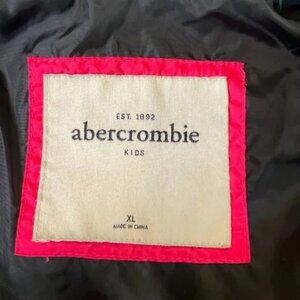 EST. 1892
abercrombie
KIDS
XL
MADE IN CHINA